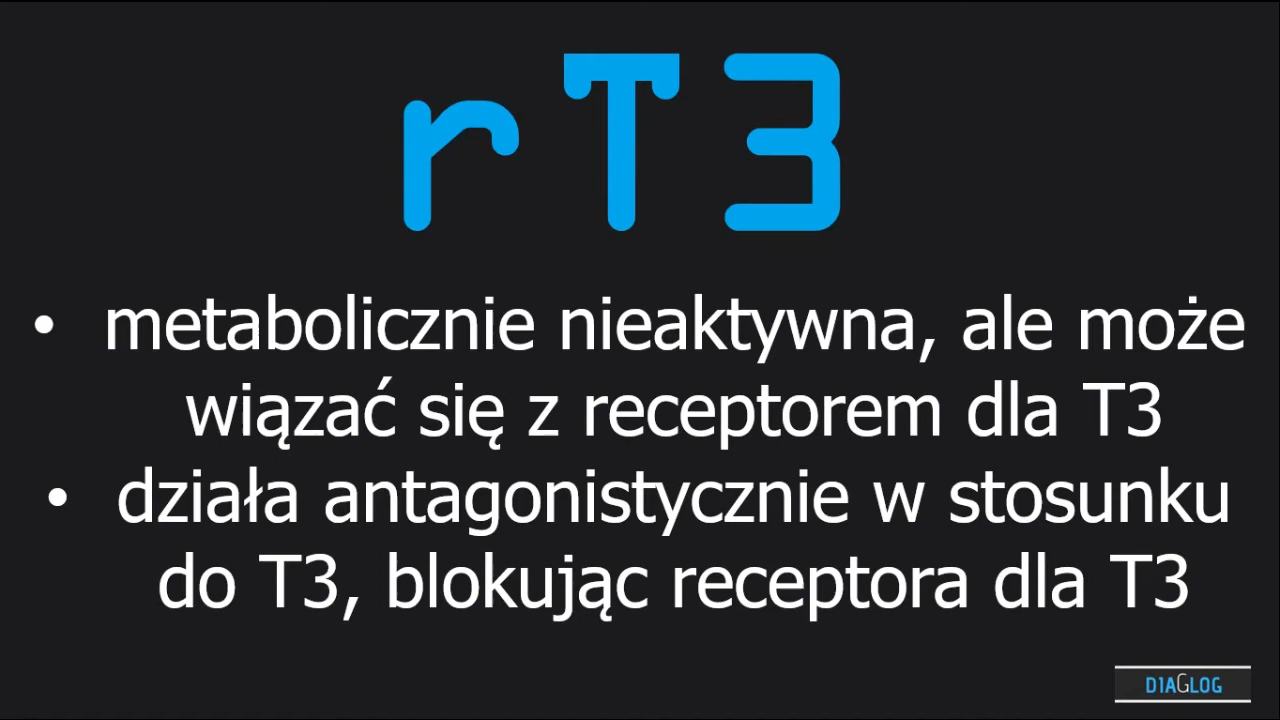 rT3
• metabolicznie nieaktywna, ale może
wiązać się z receptorem dla T3
• działa antagonistycznie w stosunku
do T3, blokując receptora dla T3
DIAGLOG